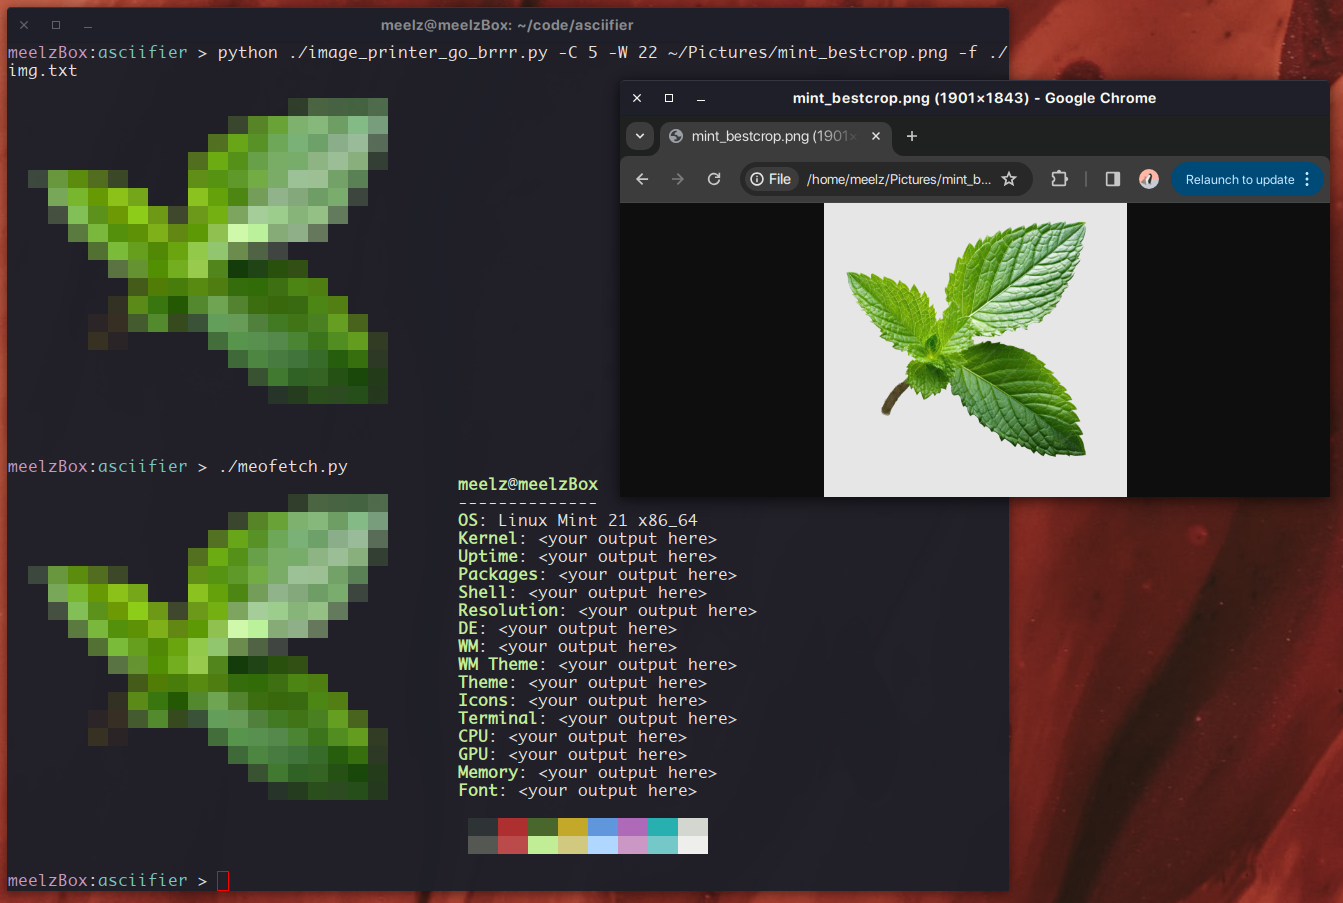 meelz@meelzBox: ~/code/asciifier
meelzBox:asciifier > python ./image_printer_go_brrr.py -C 5 -W 22 ~/Pictures/mint_bestcrop.png -f ./
img.txt
mint_bestcrop.png (1901×1843) - Google Chrome
mint_bestcrop.png (1901×
File
/home/meelz/Pictures/mint_b...
Relaunch to update
meelzBox:asciifier > ./meofetch.py
meelz@meelzBox
--------------
OS: Linux Mint 21 x86_64
Kernel: <your output here>
Uptime: <your output here>
Packages: <your output here>
Shell: <your output here>
Resolution: <your output here>
DE: <your output here>
WM: <your output here>
WM Theme: <your output here>
Theme: <your output here>
Icons: <your output here>
Terminal: <your output here>
CPU: <your output here>
GPU: <your output here>
Memory: <your output here>
Font: <your output here>
meelzBox:asciifier >